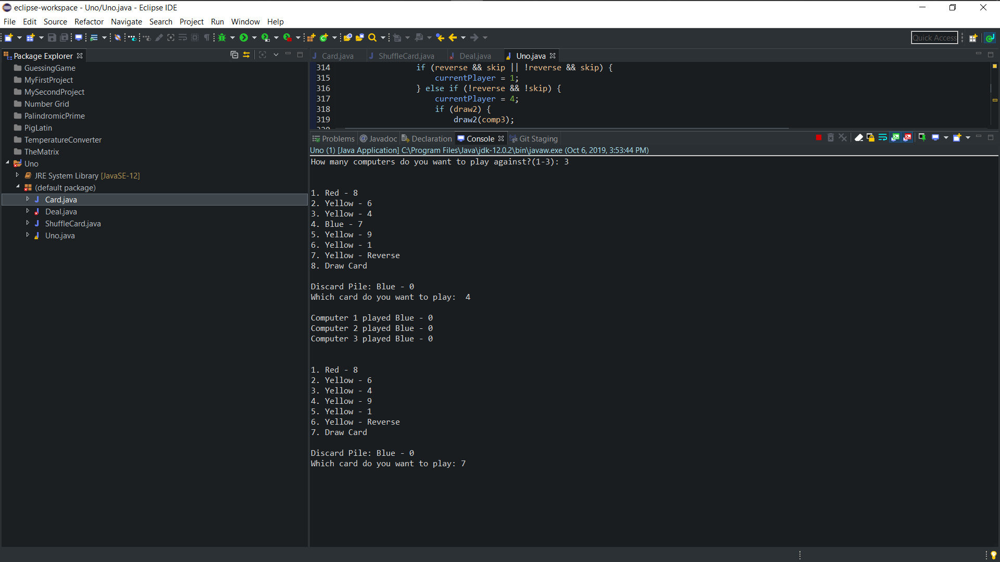 eclipse-workspace - Uno/Uno.java - Eclipse IDE
File Edit Source Refactor Navigate Search Project Run Window Help
Quick Access
Package Explorer
GuessingGame
MyFirstProject
MySecondProject
Number Grid
PalindromicPrime
PigLatin
TemperatureConverter
TheMatrix
Uno
JRE System Library [JavaSE-12]
(default package)
Card.java
Deal.java
ShuffleCard.java
Uno.java
Card.java ShuffleCard.java Deal.java Uno.java
314 if (reverse && skip || !reverse && skip) {
315 currentPlayer = 1;
316 } else if (!reverse && !skip) {
317 currentPlayer = 4;
318 if (draw2) {
319 draw2(comp3);
Problems @ Javadoc Declaration Console Git Staging
Uno (1) [Java Application] C:\Program Files\Java\jdk-12.0.2\bin\javaw.exe (Oct 6, 2019, 3:53:44 PM)
How many computers do you want to play against?(1-3): 3
1. Red - 8
2. Yellow - 6
3. Yellow - 4
4. Blue - 7
5. Yellow - 9
6. Yellow - 1
7. Yellow - Reverse
8. Draw Card
Discard Pile: Blue - 0
Which card do you want to play:  4
Computer 1 played Blue - 0
Computer 2 played Blue - 0
Computer 3 played Blue - 0
1. Red - 8
2. Yellow - 6
3. Yellow - 4
4. Yellow - 9
5. Yellow - 1
6. Yellow - Reverse
7. Draw Card
Discard Pile: Blue - 0
Which card do you want to play: 7